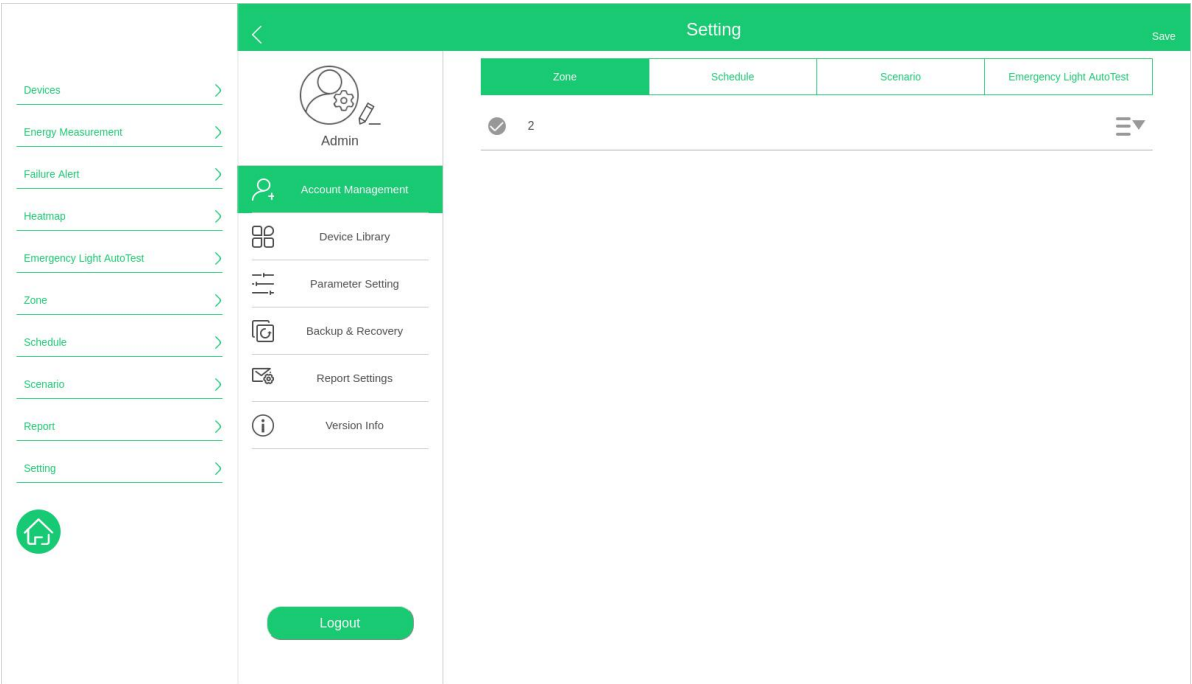 Setting
Save
Devices
Energy Measurement
Failure Alert
Heatmap
Emergency Light AutoTest
Zone
Schedule
Scenario
Report
Setting
Admin
Account Management
Device Library
Parameter Setting
Backup & Recovery
Report Settings
Version Info
Logout
Zone Schedule Scenario Emergency Light AutoTest
2